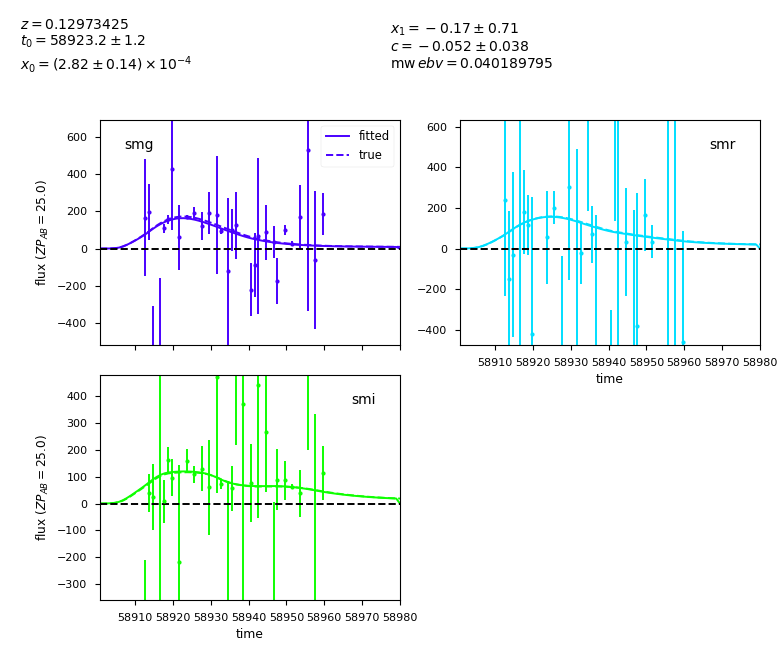 z = 0.12973425
t₀ = 58923.2 ± 1.2
x₀ = (2.82 ± 0.14) × 10⁻⁴
x₁ = −0.17 ± 0.71
c = −0.052 ± 0.038
mw ebv = 0.040189795
smg
fitted
true
600
400
200
0
−200
−400
flux (ZP_AB = 25.0)
smr
600
400
200
0
−200
−400
58910 58920 58930 58940 58950 58960 58970 58980
time
smi
400
300
200
100
0
−100
−200
−300
flux (ZP_AB = 25.0)
58910 58920 58930 58940 58950 58960 58970 58980
time